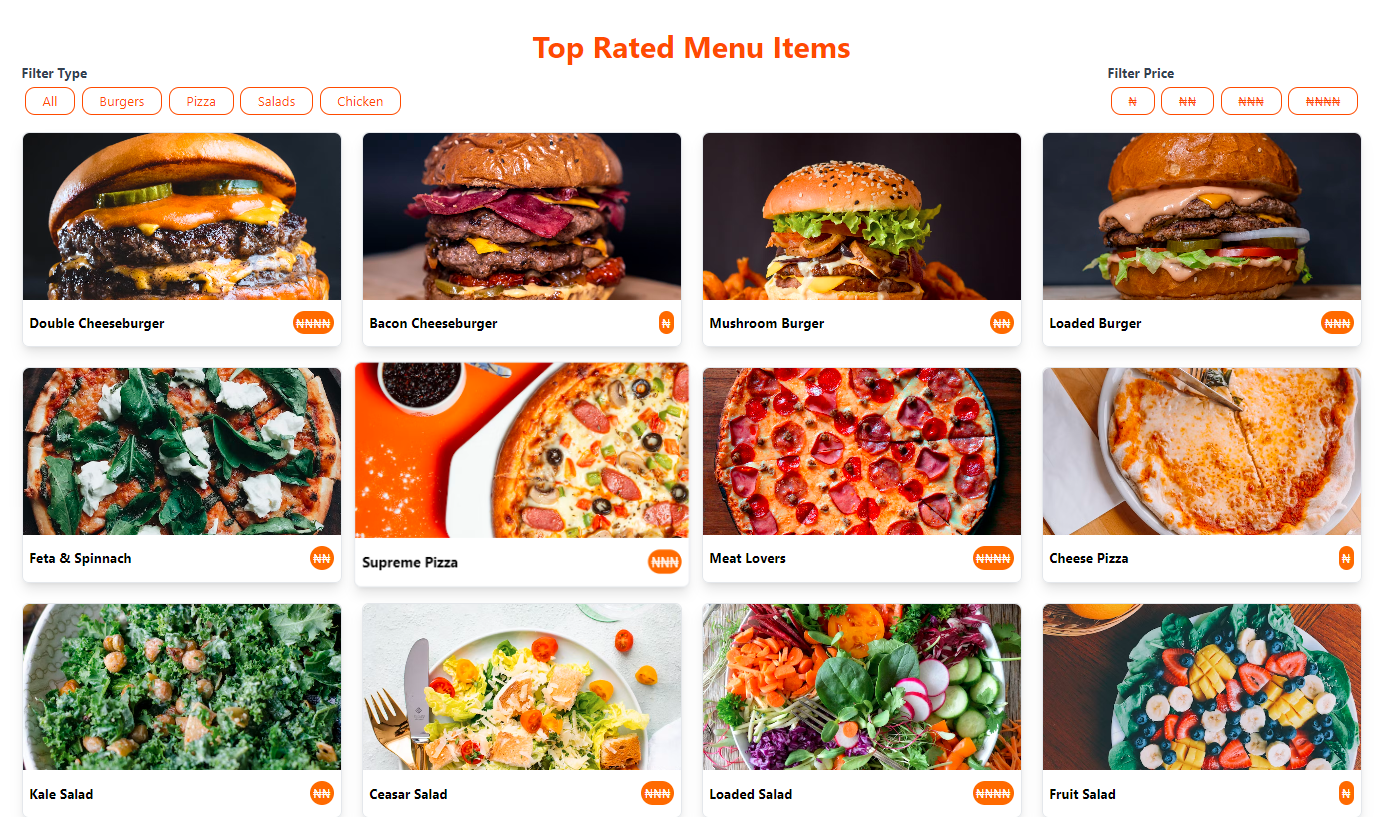 Top Rated Menu Items
Filter Type
Filter Price
All Burgers Pizza Salads Chicken
₦ ₦₦ ₦₦₦ ₦₦₦₦
Double Cheeseburger ₦₦₦₦
Bacon Cheeseburger ₦
Mushroom Burger ₦₦
Loaded Burger ₦₦₦
Feta & Spinnach ₦₦
Supreme Pizza ₦₦₦
Meat Lovers ₦₦₦₦
Cheese Pizza ₦
Kale Salad ₦₦
Ceasar Salad ₦₦₦
Loaded Salad ₦₦₦₦
Fruit Salad ₦